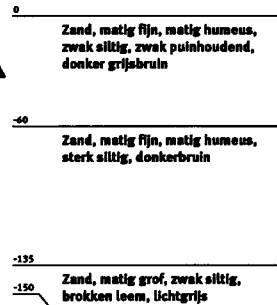 0
Zand, matig fijn, matig humeus,
zwak siltig, zwak puinhoudend,
donker grijsbruin
-60
Zand, matig fijn, matig humeus,
sterk siltig, donkerbruin
-135
-150
Zand, matig grof, zwak siltig,
brokken leem, lichtgrijs